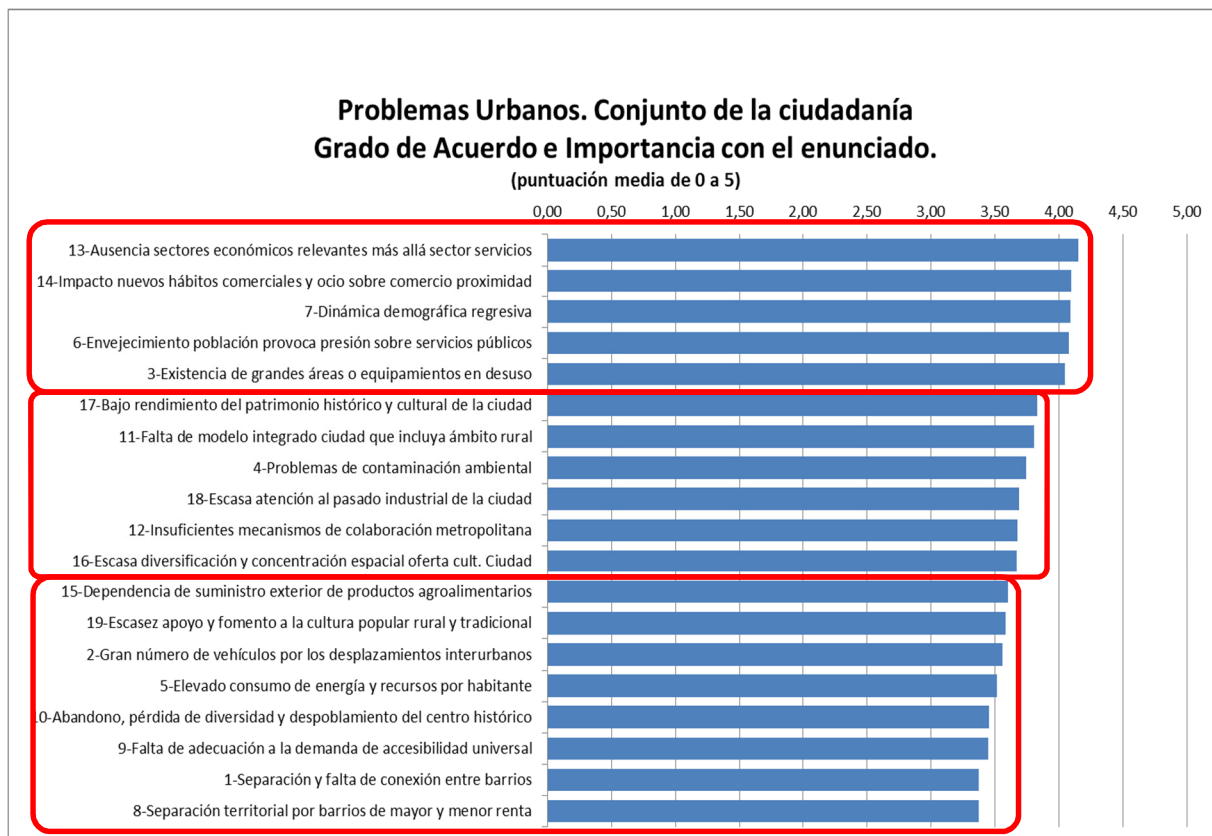 Problemas Urbanos. Conjunto de la ciudadanía
Grado de Acuerdo e Importancia con el enunciado.
(puntuación media de 0 a 5)
0,00 0,50 1,00 1,50 2,00 2,50 3,00 3,50 4,00 4,50 5,00
13-Ausencia sectores económicos relevantes más allá sector servicios
14-Impacto nuevos hábitos comerciales y ocio sobre comercio proximidad
7-Dinámica demográfica regresiva
6-Envejecimiento población provoca presión sobre servicios públicos
3-Existencia de grandes áreas o equipamientos en desuso
17-Bajo rendimiento del patrimonio histórico y cultural de la ciudad
11-Falta de modelo integrado ciudad que incluya ámbito rural
4-Problemas de contaminación ambiental
18-Escasa atención al pasado industrial de la ciudad
12-Insuficientes mecanismos de colaboración metropolitana
16-Escasa diversificación y concentración espacial oferta cult. Ciudad
15-Dependencia de suministro exterior de productos agroalimentarios
19-Escasez apoyo y fomento a la cultura popular rural y tradicional
2-Gran número de vehículos por los desplazamientos interurbanos
5-Elevado consumo de energía y recursos por habitante
10-Abandono, pérdida de diversidad y despoblamiento del centro histórico
9-Falta de adecuación a la demanda de accesibilidad universal
1-Separación y falta de conexión entre barrios
8-Separación territorial por barrios de mayor y menor renta